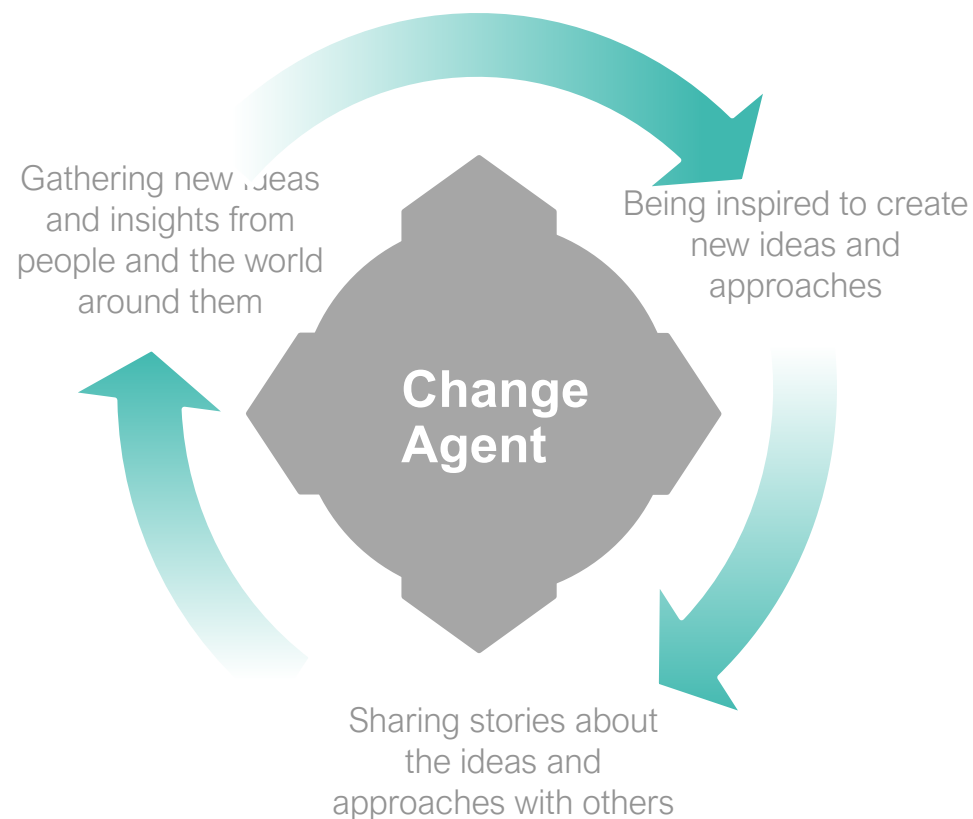 Gathering new ideas
and insights from
people and the world
around them
Being inspired to create
new ideas and
approaches
Change
Agent
Sharing stories about
the ideas and
approaches with others